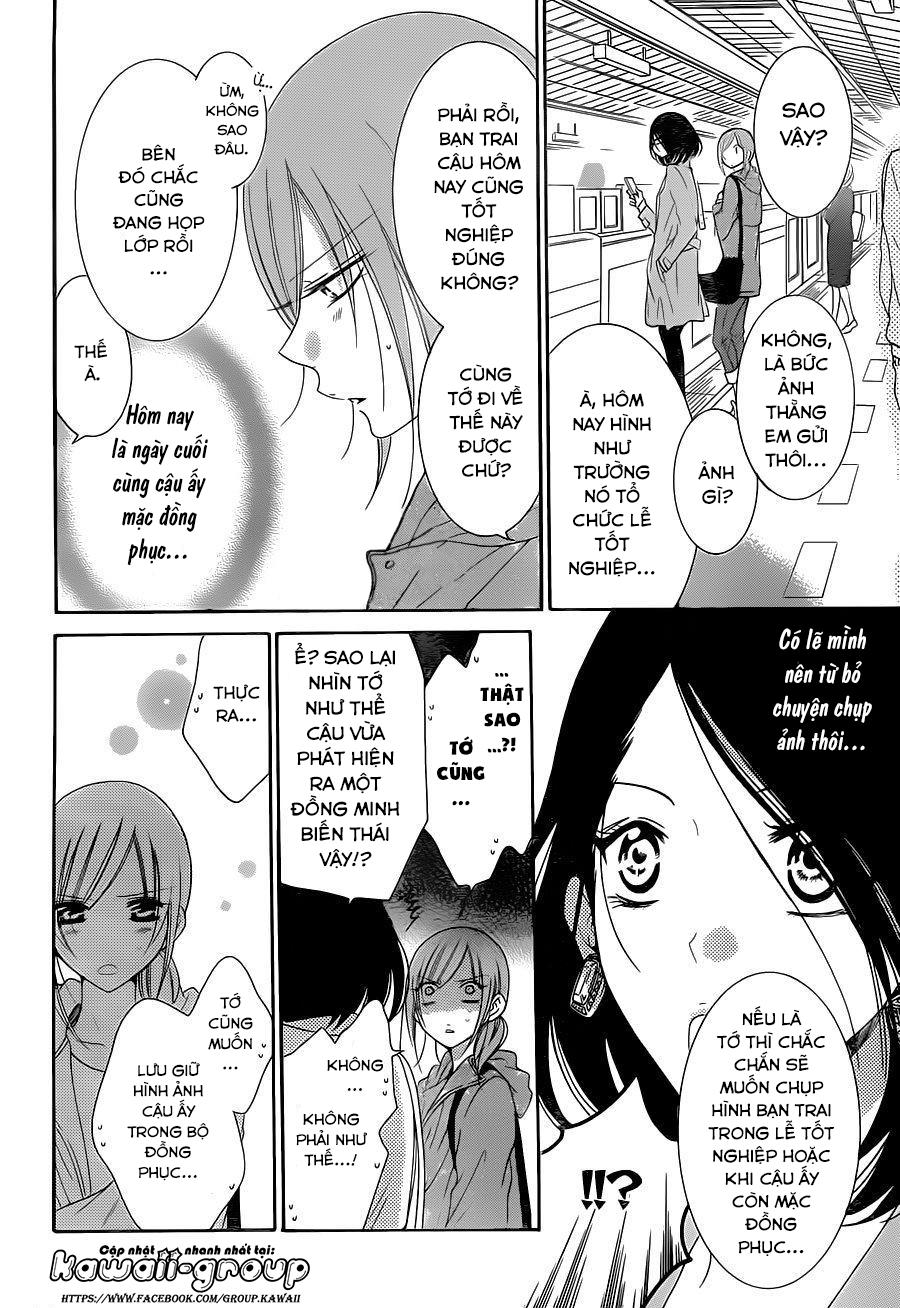 SAO
VẬY?
KHÔNG,
LÀ BỨC
ẢNH
THẰNG
EM GỬI
THÔI...
ẢNH
GÌ?
À, HÔM
NAY HÌNH
NHƯ
TRƯỜNG
NÓ TỔ
CHỨC LỄ
TỐT
NGHIỆP...
PHẢI RỒI,
BẠN TRAI
CẬU HÔM
NAY CŨNG
TỐT
NGHIỆP
ĐÚNG
KHÔNG?
CÙNG
TỚ ĐI VỀ
THẾ NÀY
ĐƯỢC
CHỨ?
Ừ...
ỪM,
KHÔNG
SAO
ĐÂU.
BÊN
ĐÓ CHẮC
CŨNG
ĐANG HỌP
LỚP RỒI
...
THẾ
À.
Hôm nay
là ngày cuối
cùng cậu ấy
mặc đồng
phục...
Có lẽ mình
nên từ bỏ
chuyện chụp
ảnh thôi...
NẾU LÀ
TỚ THÌ CHẮC
CHẮN SẼ
MUỐN CHỤP
HÌNH BẠN TRAI
TRONG LỄ TỐT
NGHIỆP HOẶC
KHI CẬU ẤY
CÒN MẶC
ĐỒNG
PHỤC...
!!?
...
THẬT
SAO
...?!
TỚ
CŨNG
...
Ể? SAO LẠI
NHÌN TỚ
NHƯ THỂ
CẬU VỪA
PHÁT HIỆN
RA MỘT
ĐỒNG MINH
BIẾN THÁI
VẬY!?
KHÔNG
...
KHÔNG
PHẢI NHƯ
THẾ...!
THỰC
RA...
TỚ
CŨNG
MUỐN
...
LƯU GIỮ
HÌNH ẢNH
CẬU ẤY
TRONG BỘ
ĐỒNG
PHỤC...
Cập nhật nhanh nhất tại:
kawaii-group
HTTPS://WWW.FACEBOOK.COM/GROUP.KAWAII